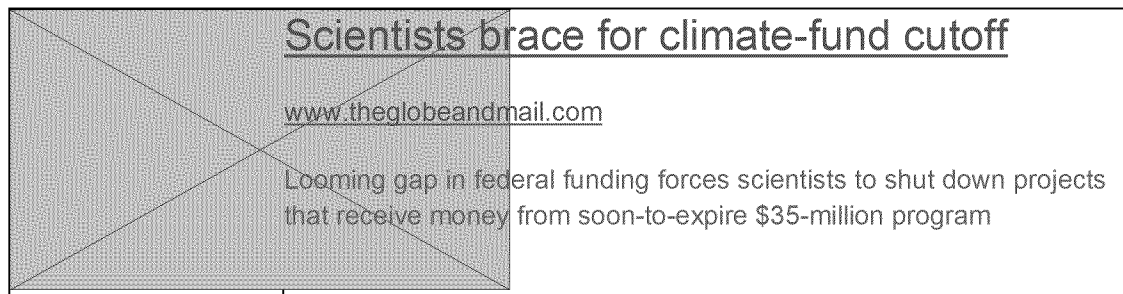 Scientists brace for climate-fund cutoff
www.theglobeandmail.com
Looming gap in federal funding forces scientists to shut down projects
that receive money from soon-to-expire $35-million program